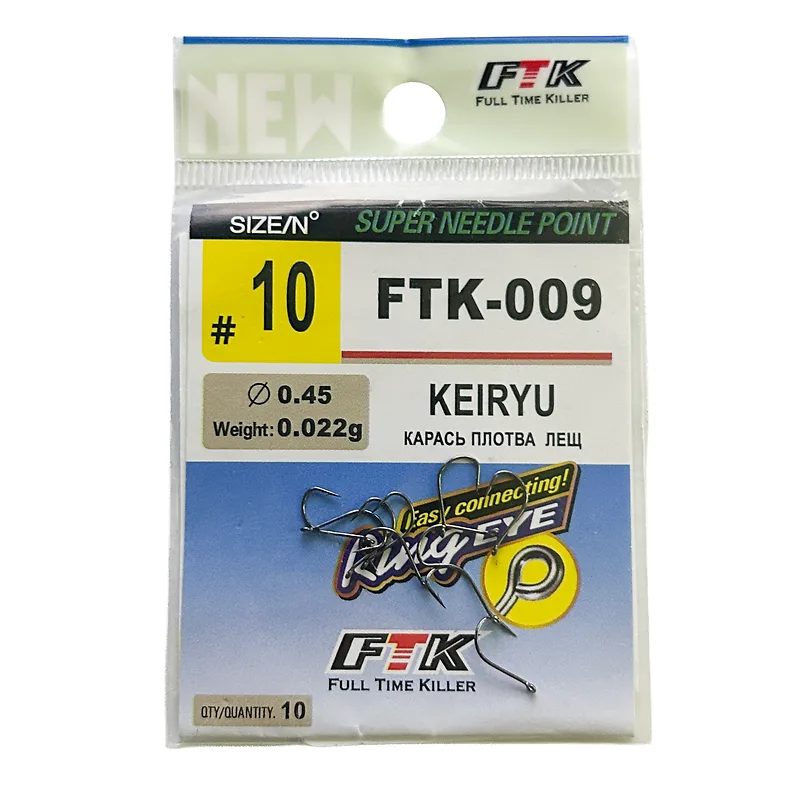 NEW
FTK
FULL TIME KILLER
SIZE/N° SUPER NEEDLE POINT
# 10 FTK-009
∅ 0.45
Weight: 0.022g
KEIRYU
КАРАСЬ ПЛОТВА ЛЕЩ
Easy connecting!
Ring EYE
FTK
FULL TIME KILLER
QTY/QUANTITY. 10